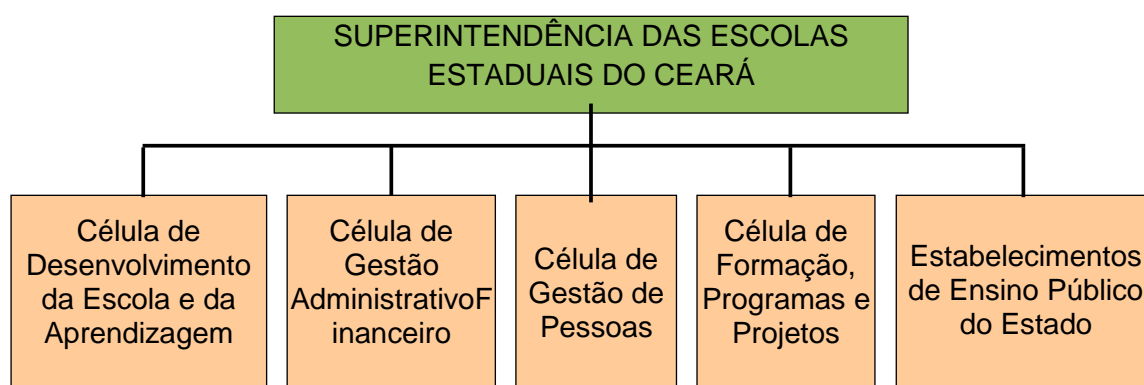 SUPERINTENDÊNCIA DAS ESCOLAS
ESTADUAIS DO CEARÁ
Célula de
Desenvolvimento
da Escola e da
Aprendizagem
Célula de
Gestão
AdministrativoF
inanceiro
Célula de
Gestão de
Pessoas
Célula de
Formação,
Programas e
Projetos
Estabelecimentos
de Ensino Público
do Estado